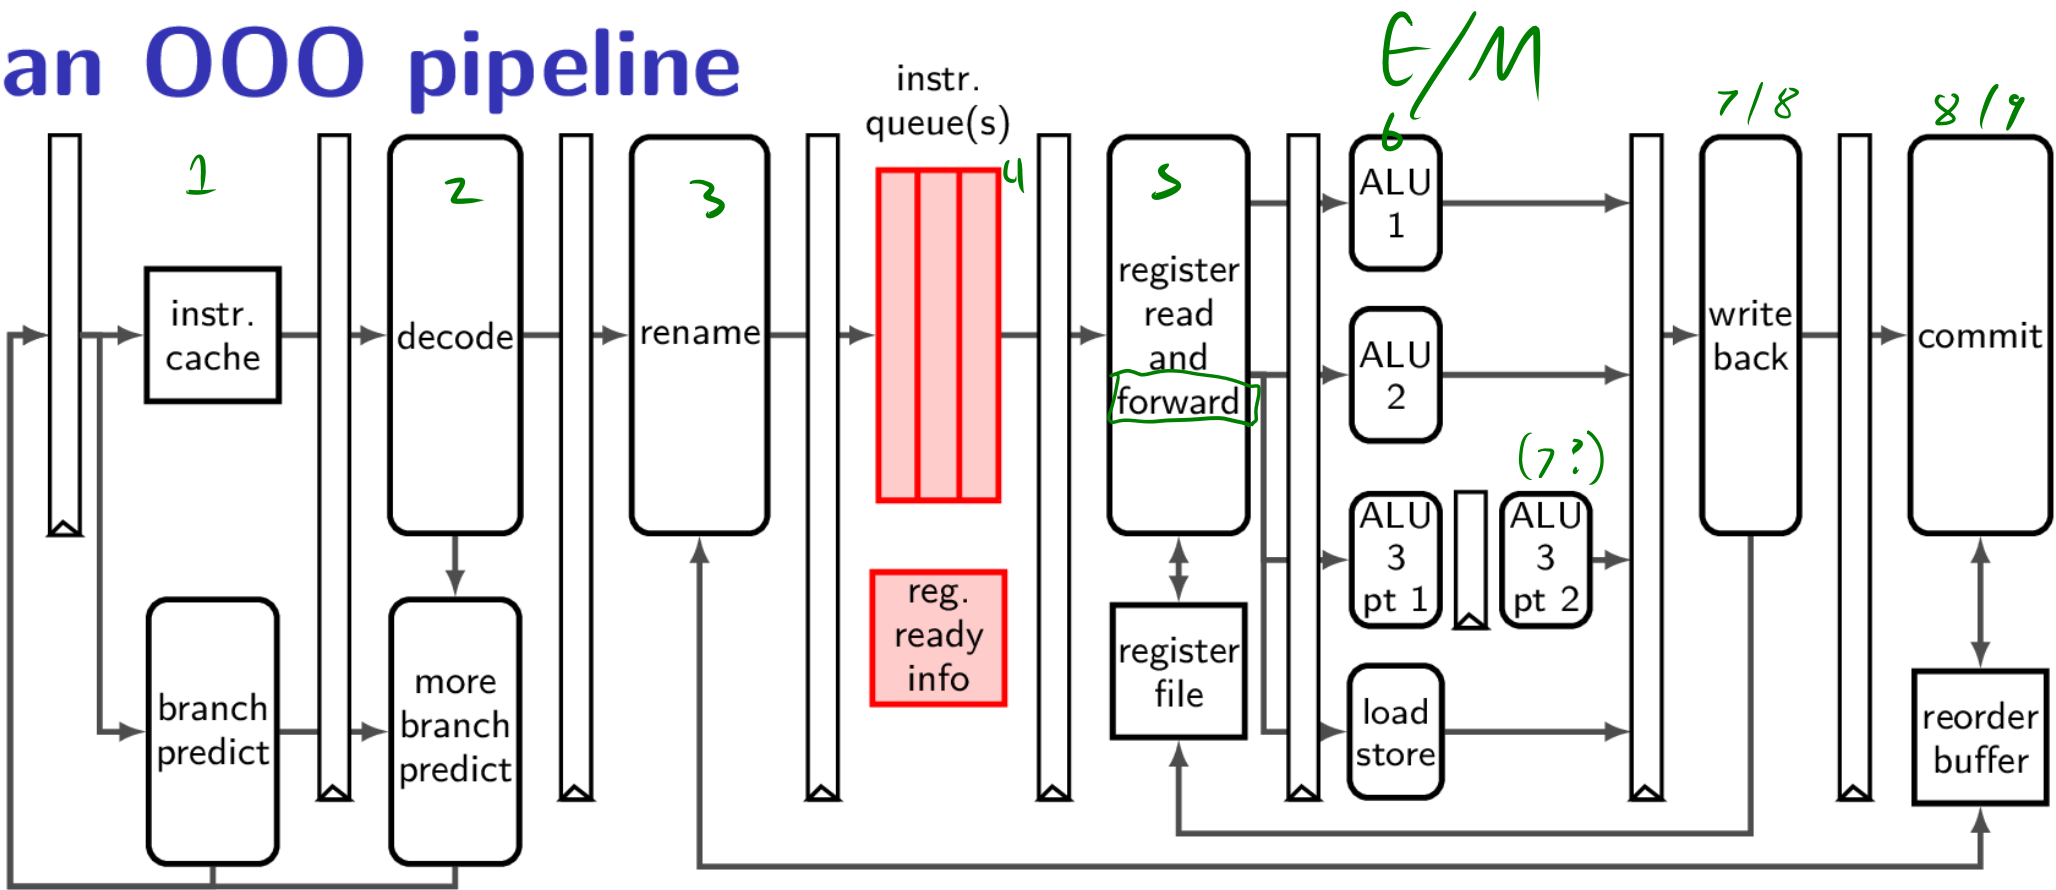 an OOO pipeline
E/M
instr.
queue(s)
1
2
3
4
5
6
7/8
8/9
instr.
cache
decode
rename
register
read
and
forward
ALU
1
ALU
2
(7?)
ALU
3
pt 1
ALU
3
pt 2
load
store
write
back
commit
branch
predict
more
branch
predict
reg.
ready
info
register
file
reorder
buffer